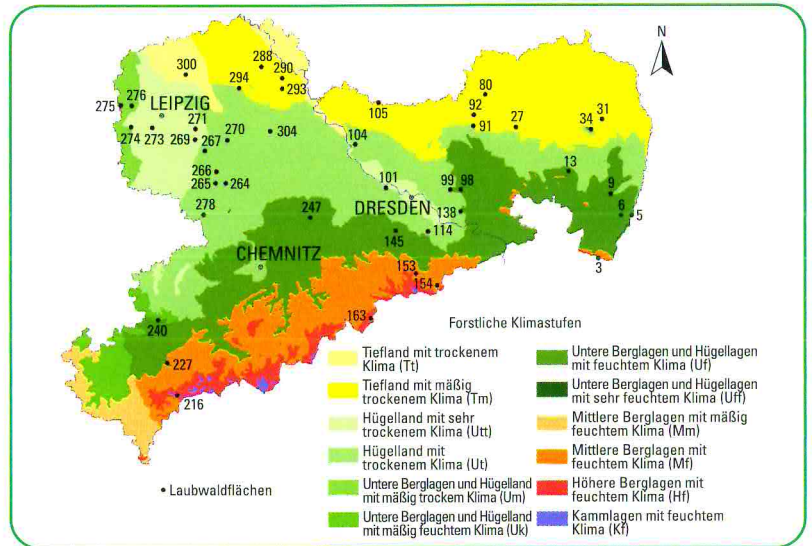 N
288
300
290
80
294
293
276
105
92
31
275
LEIPZIG
91
27
34
271
270
304
274
273
269
267
104
13
266
101
99
98
9
265
264
278
247
DRESDEN
138
6
5
145
114
CHEMNITZ
153
3
154
163
240
227
216
Forstliche Klimastufen
Tiefland mit trockenem
Klima (Tt)
Tiefland mit mäßig
trockenem Klima (Tm)
Hügelland mit sehr
trockenem Klima (Utt)
Hügelland mit
trockenem Klima (Ut)
Untere Berglagen und Hügelland
mit mäßig trockem Klima (Um)
Untere Berglagen und Hügelland
mit mäßig feuchtem Klima (Uk)
Untere Berglagen und Hügellagen
mit feuchtem Klima (Uf)
Untere Berglagen und Hügellagen
mit sehr feuchtem Klima (Uff)
Mittlere Berglagen mit mäßig
feuchtem Klima (Mm)
Mittlere Berglagen mit
feuchtem Klima (Mf)
Höhere Berglagen mit
feuchtem Klima (Hf)
Kammlagen mit feuchtem
Klima (Kf)
Laubwaldflächen